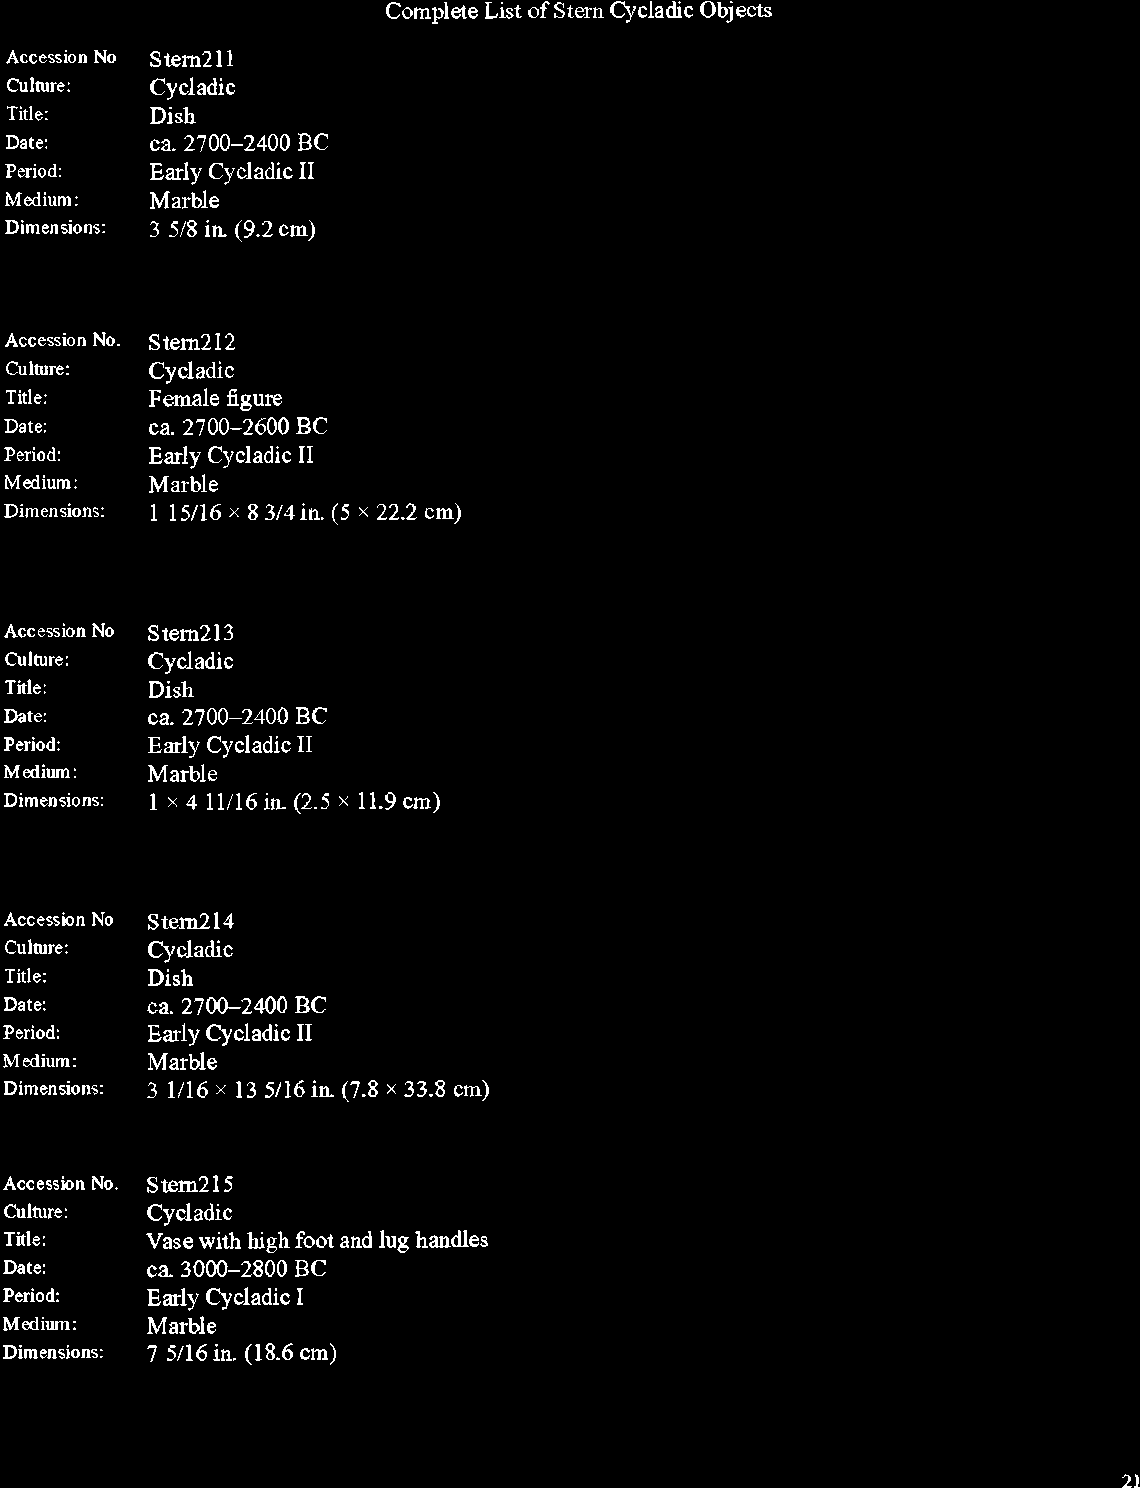 Complete List of Stern Cycladic Objects
Accession No Stern211
Culture: Cycladic
Title: Dish
Date: ca. 2700–2400 BC
Period: Early Cycladic II
Medium: Marble
Dimensions: 3 5/8 in. (9.2 cm)
Accession No. Stern212
Culture: Cycladic
Title: Female figure
Date: ca. 2700–2600 BC
Period: Early Cycladic II
Medium: Marble
Dimensions: 1 15/16 × 8 3/4 in. (5 × 22.2 cm)
Accession No Stern213
Culture: Cycladic
Title: Dish
Date: ca. 2700–2400 BC
Period: Early Cycladic II
Medium: Marble
Dimensions: 1 × 4 11/16 in. (2.5 × 11.9 cm)
Accession No Stern214
Culture: Cycladic
Title: Dish
Date: ca. 2700–2400 BC
Period: Early Cycladic II
Medium: Marble
Dimensions: 3 1/16 × 13 5/16 in. (7.8 × 33.8 cm)
Accession No. Stern215
Culture: Cycladic
Title: Vase with high foot and lug handles
Date: ca. 3000–2800 BC
Period: Early Cycladic I
Medium: Marble
Dimensions: 7 5/16 in. (18.6 cm)